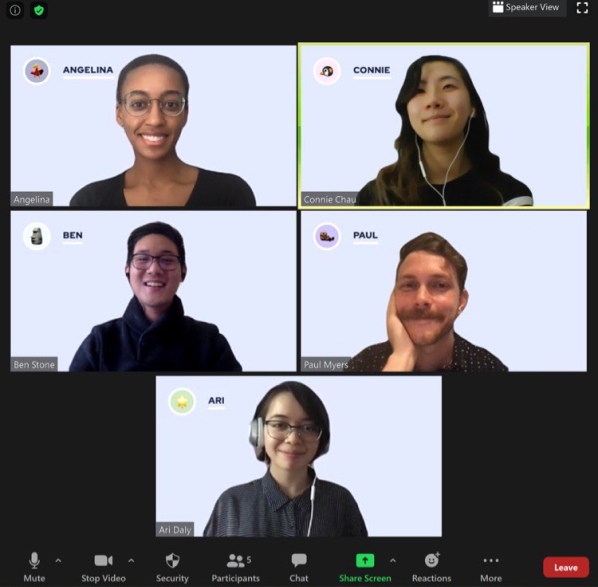 Speaker View
ANGELINA
CONNIE
Angelina
Connie Chau
BEN
PAUL
Ben Stone
Paul Myers
ARI
Ari Daly
5
Mute
Stop Video
Security
Participants
Chat
Share Screen
Reactions
More
Leave